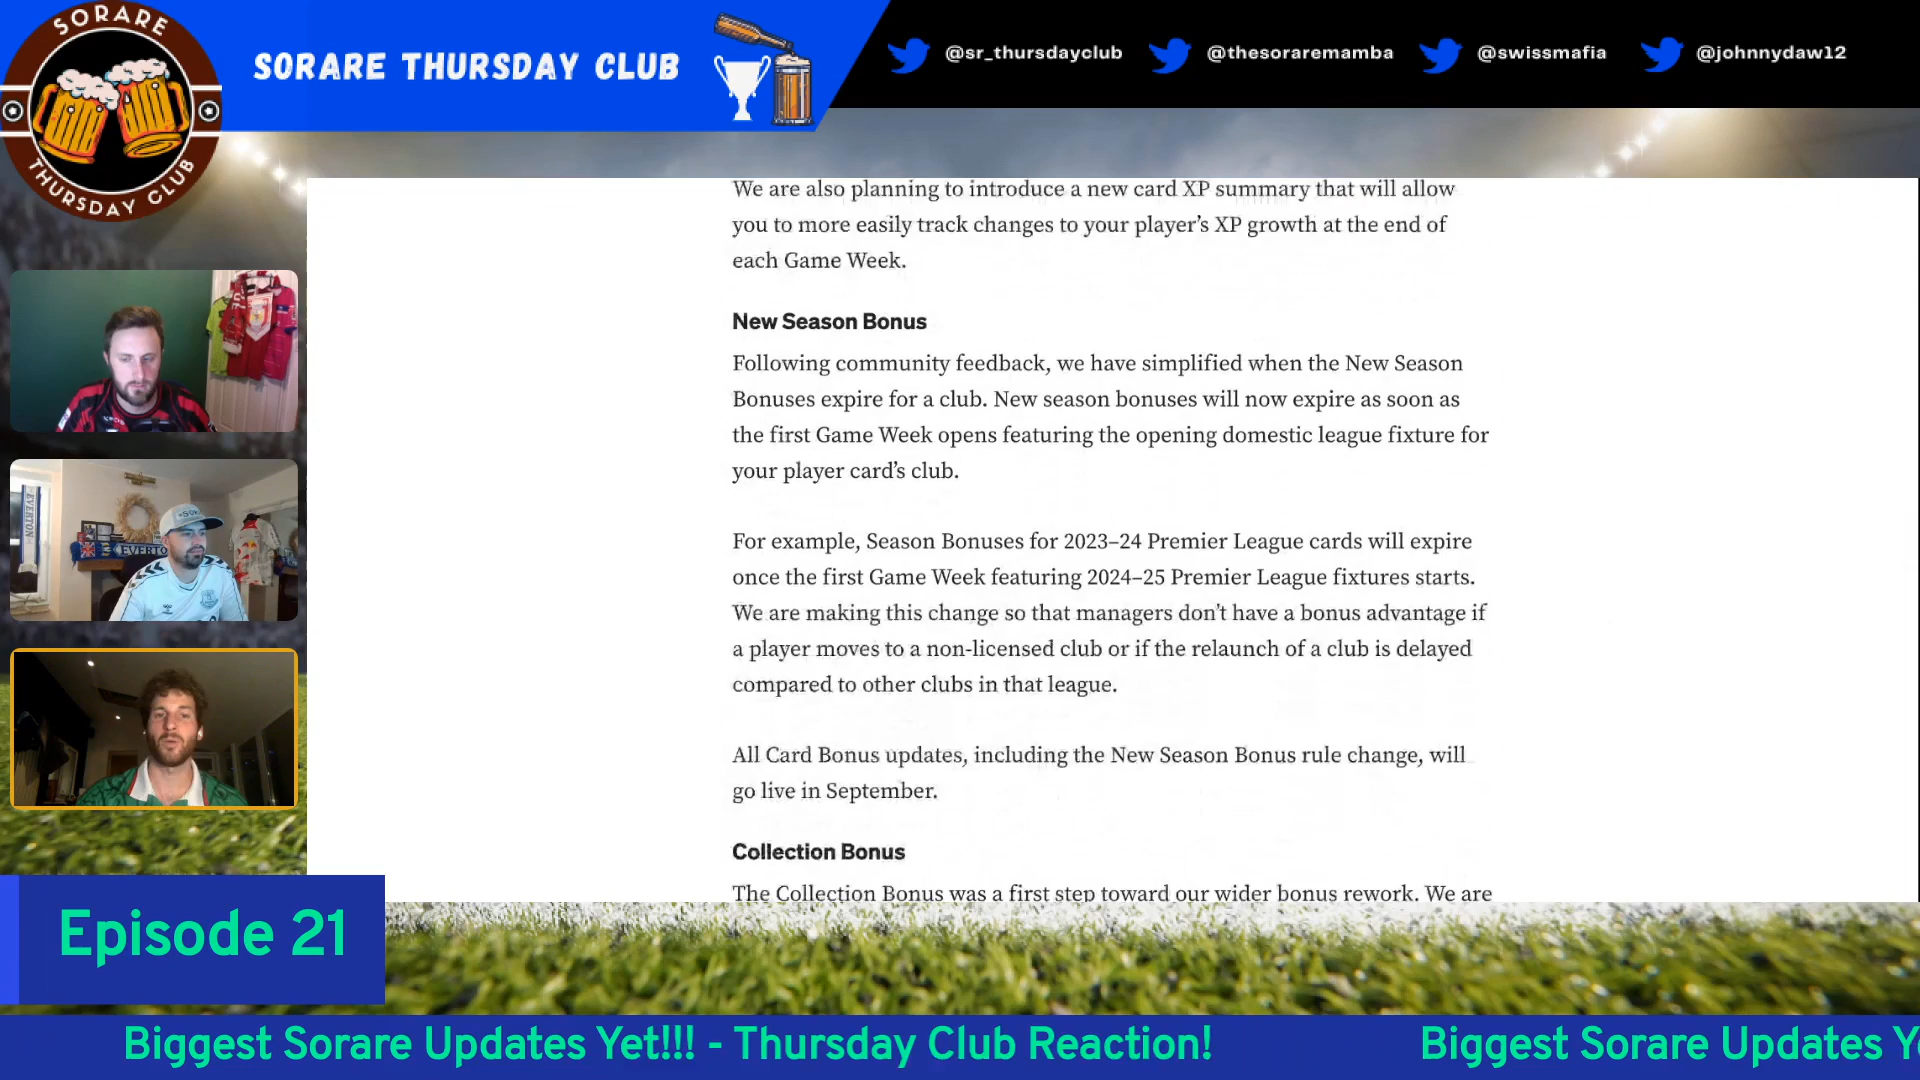 SORARE
THURSDAY CLUB
SORARE THURSDAY CLUB
@sr_thursdayclub
@thesoraremamba
@swissmafia
@johnnydaw12
We are also planning to introduce a new card XP summary that will allow
you to more easily track changes to your player’s XP growth at the end of
each Game Week.
New Season Bonus
Following community feedback, we have simplified when the New Season
Bonuses expire for a club. New season bonuses will now expire as soon as
the first Game Week opens featuring the opening domestic league fixture for
your player card’s club.
For example, Season Bonuses for 2023–24 Premier League cards will expire
once the first Game Week featuring 2024–25 Premier League fixtures starts.
We are making this change so that managers don’t have a bonus advantage if
a player moves to a non-licensed club or if the relaunch of a club is delayed
compared to other clubs in that league.
All Card Bonus updates, including the New Season Bonus rule change, will
go live in September.
Collection Bonus
The Collection Bonus was a first step toward our wider bonus rework. We are
EVERTON
EVERTO
Episode 21
Biggest Sorare Updates Yet!!! - Thursday Club Reaction!
Biggest Sorare Updates Y